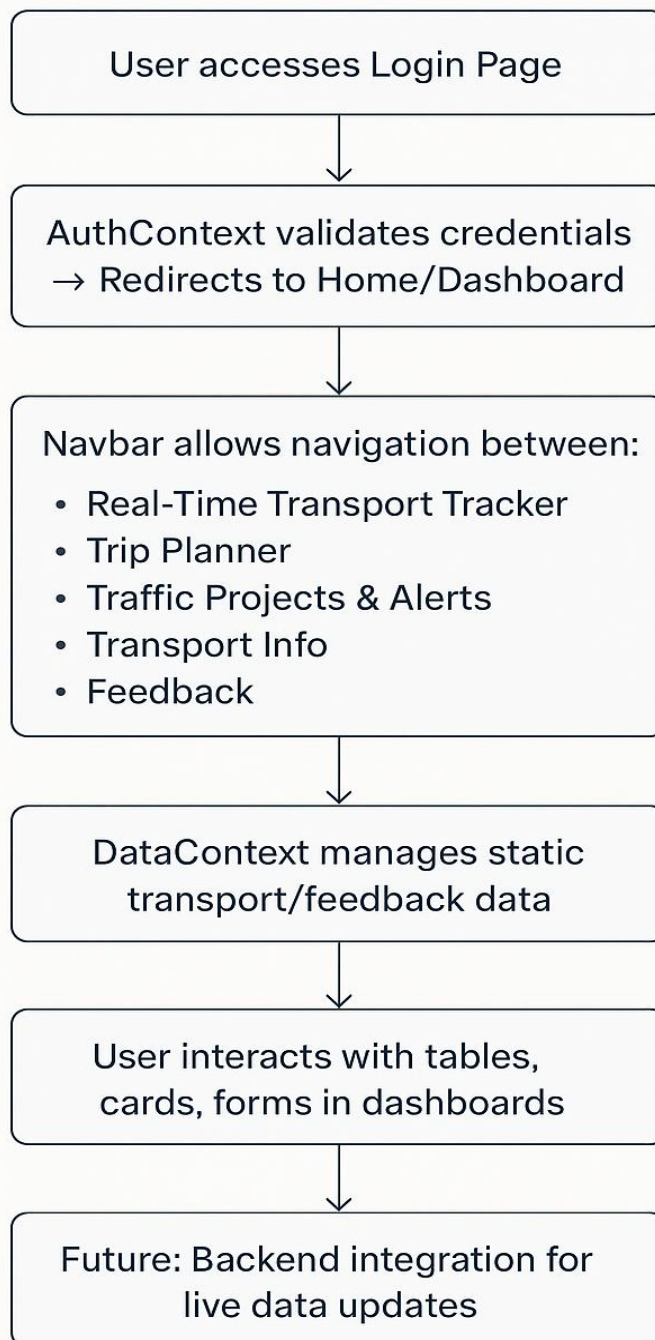 User accesses Login Page
AuthContext validates credentials
→ Redirects to Home/Dashboard
Navbar allows navigation between:
• Real-Time Transport Tracker
• Trip Planner
• Traffic Projects & Alerts
• Transport Info
• Feedback
DataContext manages static
transport/feedback data
User interacts with tables,
cards, forms in dashboards
Future: Backend integration for
live data updates